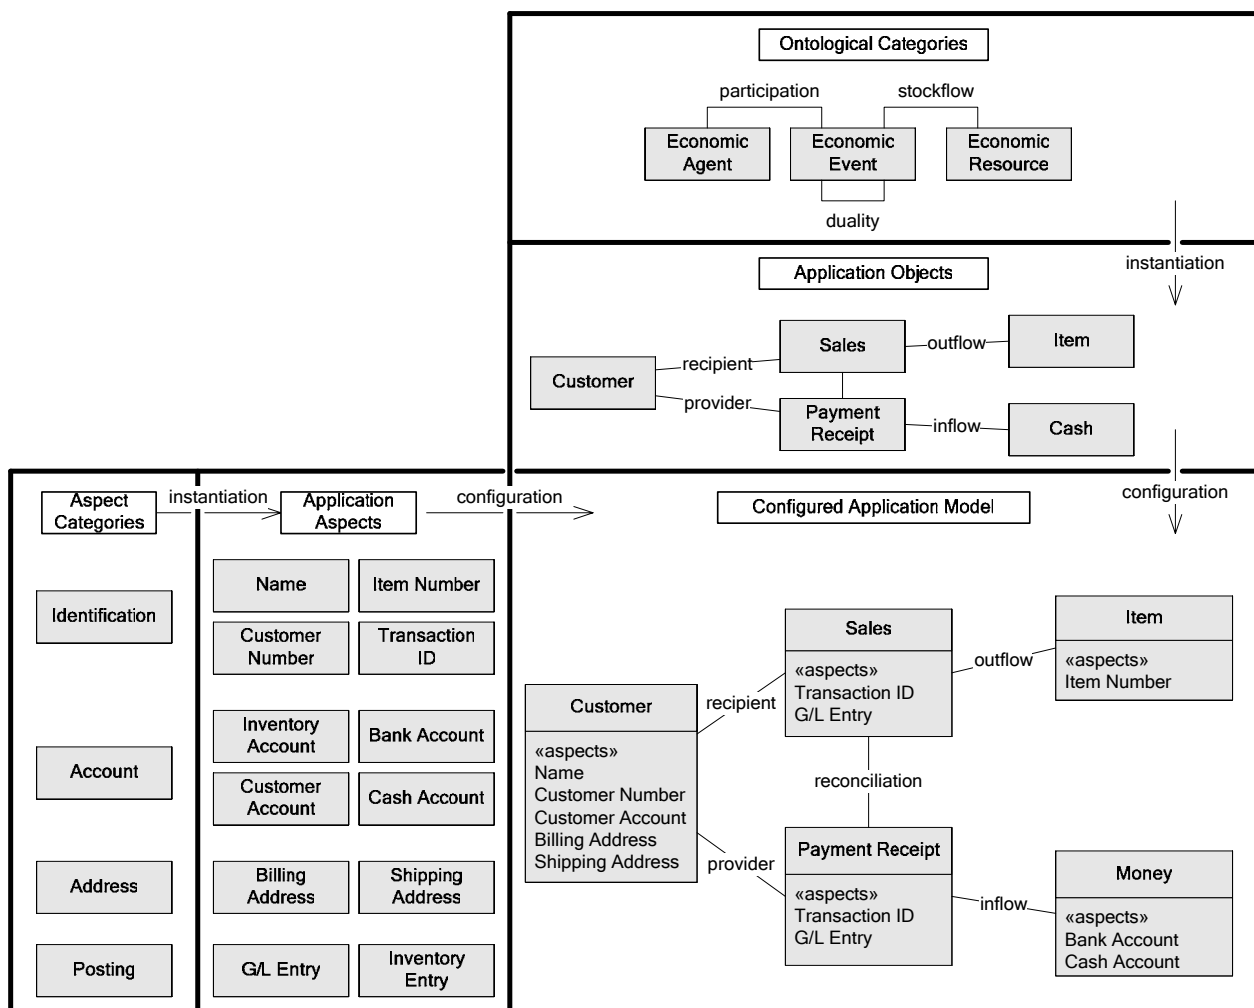 Ontological Categories
participation
stockflow
Economic
Agent
Economic
Event
Economic
Resource
duality
instantiation
Application Objects
Customer
recipient
provider
Sales
Payment
Receipt
outflow
inflow
Item
Cash
configuration
Aspect
Categories
instantiation
Application
Aspects
configuration
Configured Application Model
Identification
Account
Address
Posting
Name
Item Number
Customer
Number
Transaction
ID
Inventory
Account
Bank Account
Customer
Account
Cash Account
Billing
Address
Shipping
Address
G/L Entry
Inventory
Entry
Customer
«aspects»
Name
Customer Number
Customer Account
Billing Address
Shipping Address
recipient
provider
Sales
«aspects»
Transaction ID
G/L Entry
reconciliation
Payment Receipt
«aspects»
Transaction ID
G/L Entry
outflow
inflow
Item
«aspects»
Item Number
Money
«aspects»
Bank Account
Cash Account